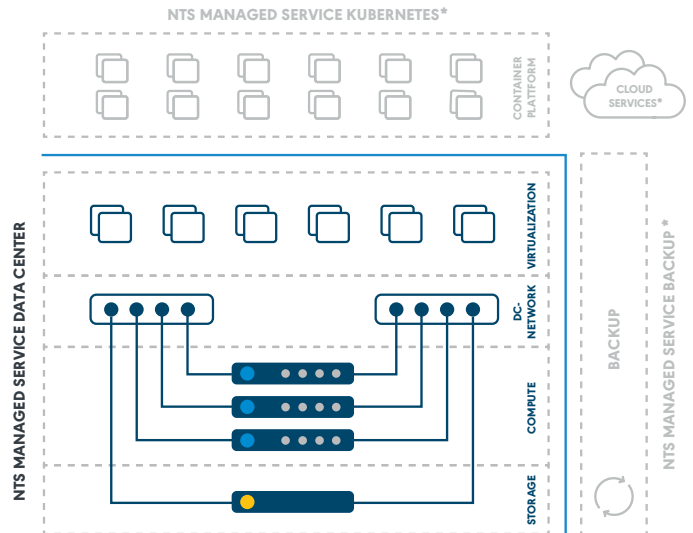 NTS MANAGED SERVICE KUBERNETES*
CONTAINER
PLATTFORM
CLOUD
SERVICES*
NTS MANAGED SERVICE DATA CENTER
VIRTUALIZATION
DC-
NETWORK
COMPUTE
STORAGE
BACKUP
NTS MANAGED SERVICE BACKUP *